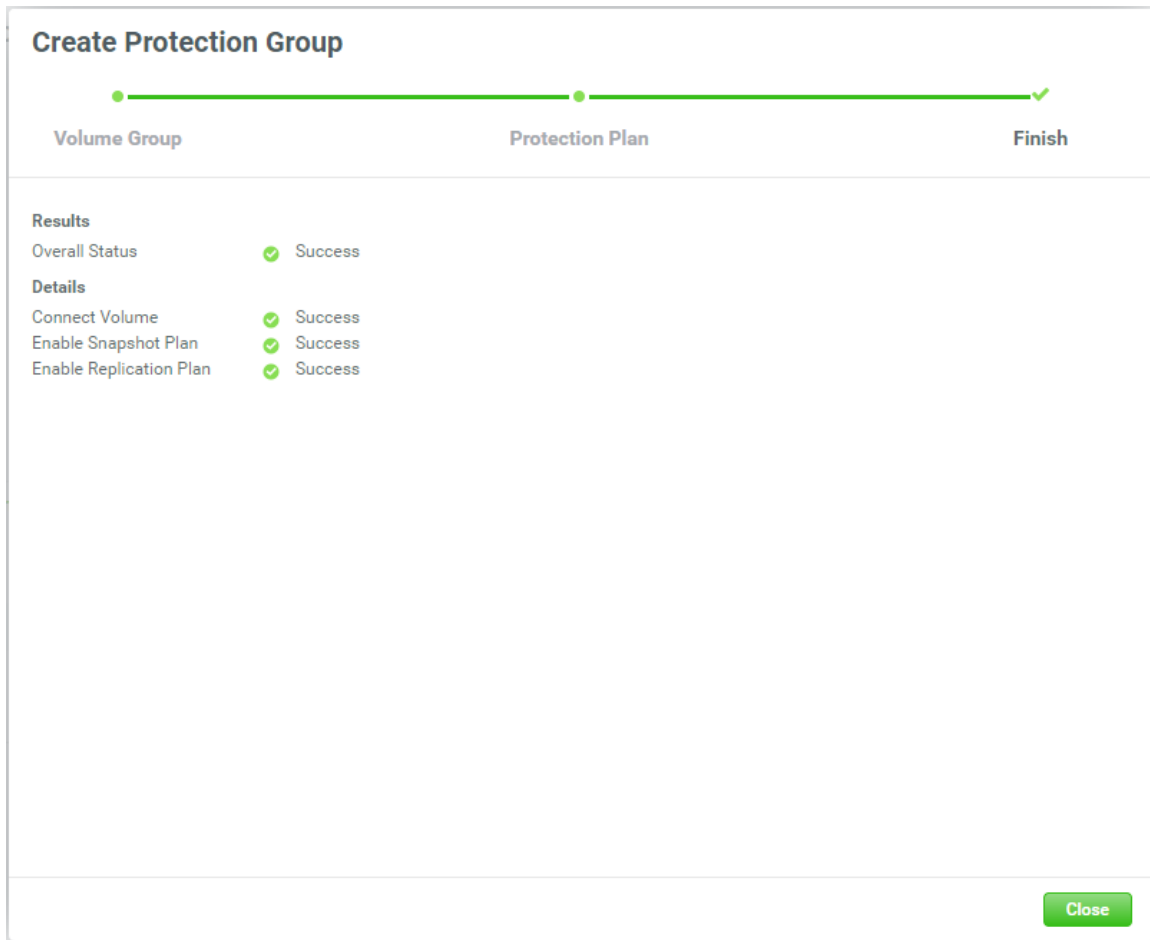 Create Protection Group
Volume Group Protection Plan Finish
Results
Overall Status Success
Details
Connect Volume Success
Enable Snapshot Plan Success
Enable Replication Plan Success
Close